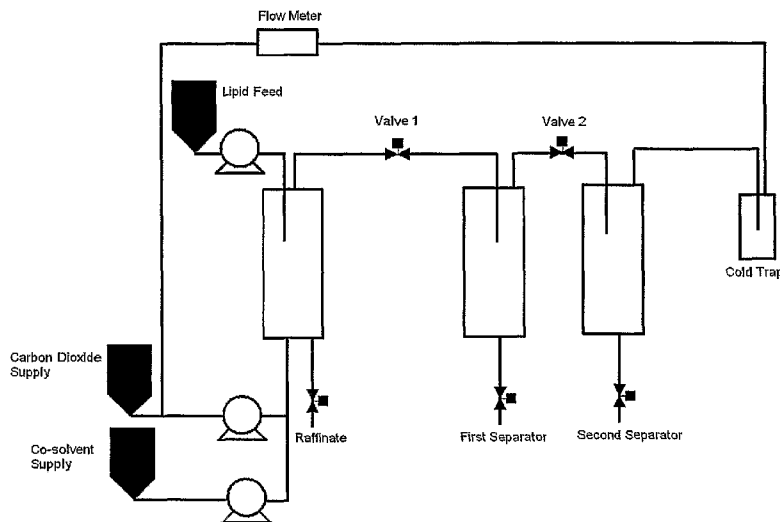 Flow Meter
Lipid Feed
Valve 1
Valve 2
Cold Trap
Carbon Dioxide
Supply
Raffinate
First Separator
Second Separator
Co-solvent
Supply